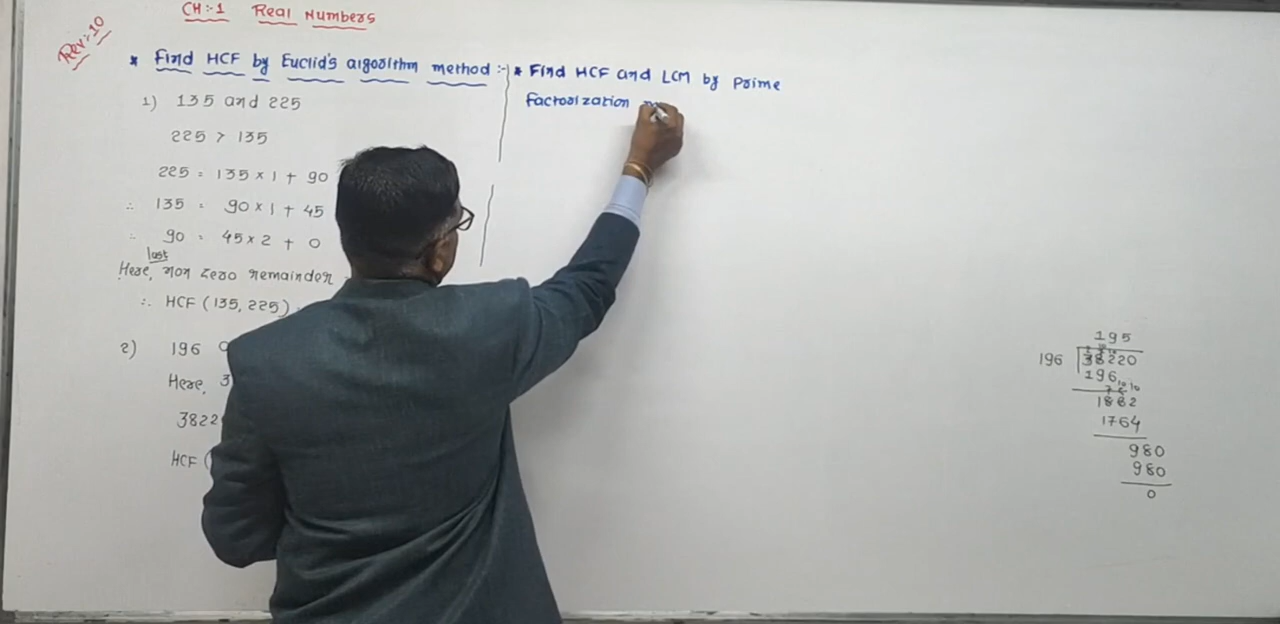 CH:-1 Real Numbers
Rev:-10
* Find HCF by Euclid's algorithm method :-
1) 135 and 225
225 > 135
225 = 135 × 1 + 90
∴ 135 = 90 × 1 + 45
∴ 90 = 45 × 2 + 0
last
Here, non zero remainder
∴ HCF (135, 225)
2) 196
Here, 3
3822
HCF (
* Find HCF and LCM by Prime
factorization
195
196 38220
196
1882
1764
980
980
0